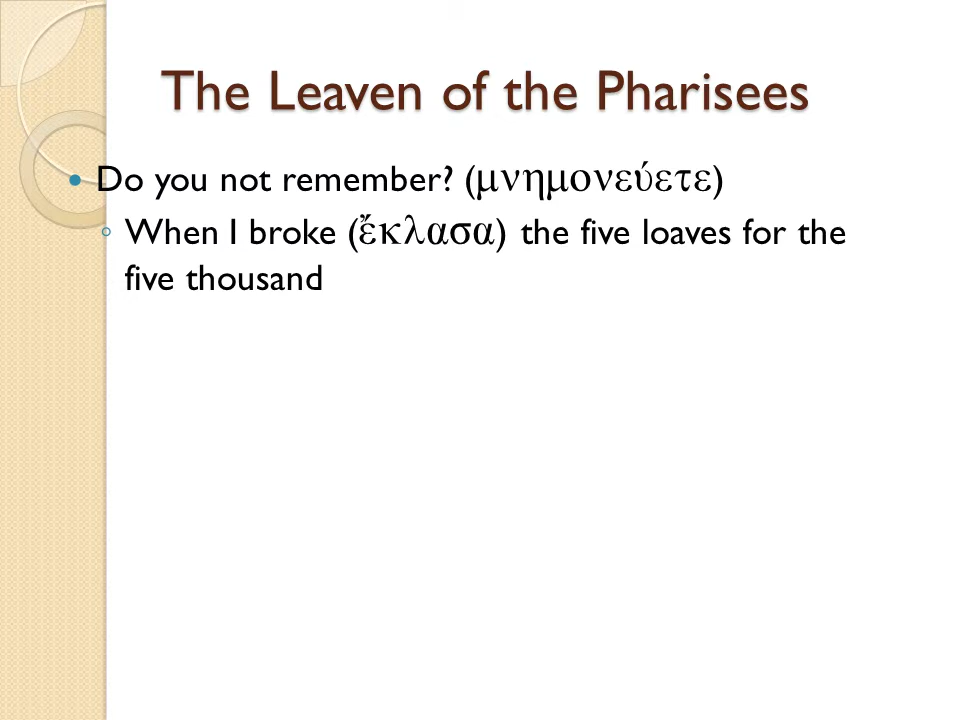 The Leaven of the Pharisees
Do you not remember? (μνημονεύετε)
When I broke (ἔκλασα) the five loaves for the
five thousand